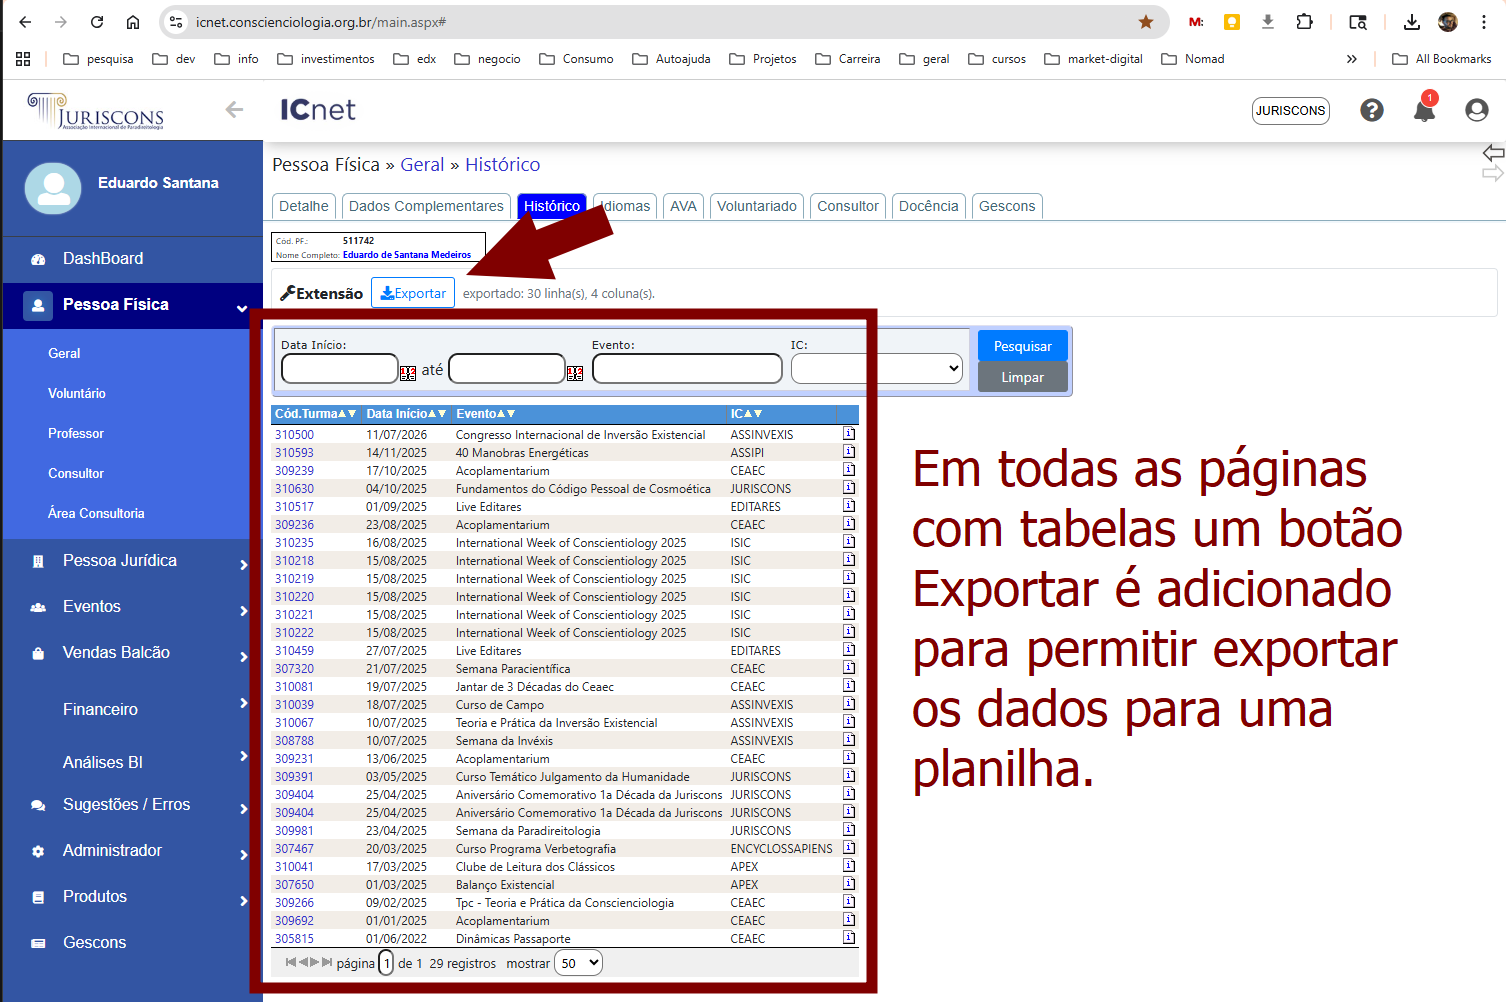 icnet.conscienciologia.org.br/main.aspx#
M:
pesquisa dev info investimentos edx negocio Consumo Autoajuda Projetos Carreira geral cursos market-digital Nomad » All Bookmarks
JURISCONS
Associação Internacional de Paradireitologia
ICnet
JURISCONS
1
Eduardo Santana
DashBoard
Pessoa Física
Geral
Voluntário
Professor
Consultor
Área Consultoria
Pessoa Jurídica
Eventos
Vendas Balcão
Financeiro
Análises BI
Sugestões / Erros
Administrador
Produtos
Gescons
Pessoa Física » Geral » Histórico
Detalhe Dados Complementares Histórico Idiomas AVA Voluntariado Consultor Docência Gescons
Cód. PF.: 511742
Nome Completo: Eduardo de Santana Medeiros
Extensão Exportar exportado: 30 linha(s), 4 coluna(s).
Data Início: Evento: IC:
até
Pesquisar
Limpar
Cód.Turma▲▼ Data Início▲▼ Evento▲▼ IC▲▼
310500 11/07/2026 Congresso Internacional de Inversão Existencial ASSINVEXIS
310593 14/11/2025 40 Manobras Energéticas ASSIPI
309239 17/10/2025 Acoplamentarium CEAEC
310630 04/10/2025 Fundamentos do Código Pessoal de Cosmoética JURISCONS
310517 01/09/2025 Live Editares EDITARES
309236 23/08/2025 Acoplamentarium CEAEC
310235 16/08/2025 International Week of Conscientiology 2025 ISIC
310218 15/08/2025 International Week of Conscientiology 2025 ISIC
310219 15/08/2025 International Week of Conscientiology 2025 ISIC
310220 15/08/2025 International Week of Conscientiology 2025 ISIC
310221 15/08/2025 International Week of Conscientiology 2025 ISIC
310222 15/08/2025 International Week of Conscientiology 2025 ISIC
310459 27/07/2025 Live Editares EDITARES
307320 21/07/2025 Semana Paracientífica CEAEC
310081 19/07/2025 Jantar de 3 Décadas do Ceaec CEAEC
310039 18/07/2025 Curso de Campo ASSINVEXIS
310067 10/07/2025 Teoria e Prática da Inversão Existencial ASSINVEXIS
308788 10/07/2025 Semana da Invéxis ASSINVEXIS
309231 13/06/2025 Acoplamentarium CEAEC
309391 03/05/2025 Curso Temático Julgamento da Humanidade JURISCONS
309404 25/04/2025 Aniversário Comemorativo 1a Década da Juriscons JURISCONS
309404 25/04/2025 Aniversário Comemorativo 1a Década da Juriscons JURISCONS
309981 23/04/2025 Semana da Paradireitologia JURISCONS
307467 20/03/2025 Curso Programa Verbetografia ENCYCLOSSAPIENS
310041 17/03/2025 Clube de Leitura dos Clássicos APEX
307650 01/03/2025 Balanço Existencial APEX
309266 09/02/2025 Tpc - Teoria e Prática da Conscienciologia CEAEC
309692 01/01/2025 Acoplamentarium CEAEC
305815 01/06/2022 Dinâmicas Passaporte CEAEC
página 1 de 1 29 registros mostrar 50
Em todas as páginas
com tabelas um botão
Exportar é adicionado
para permitir exportar
os dados para uma
planilha.